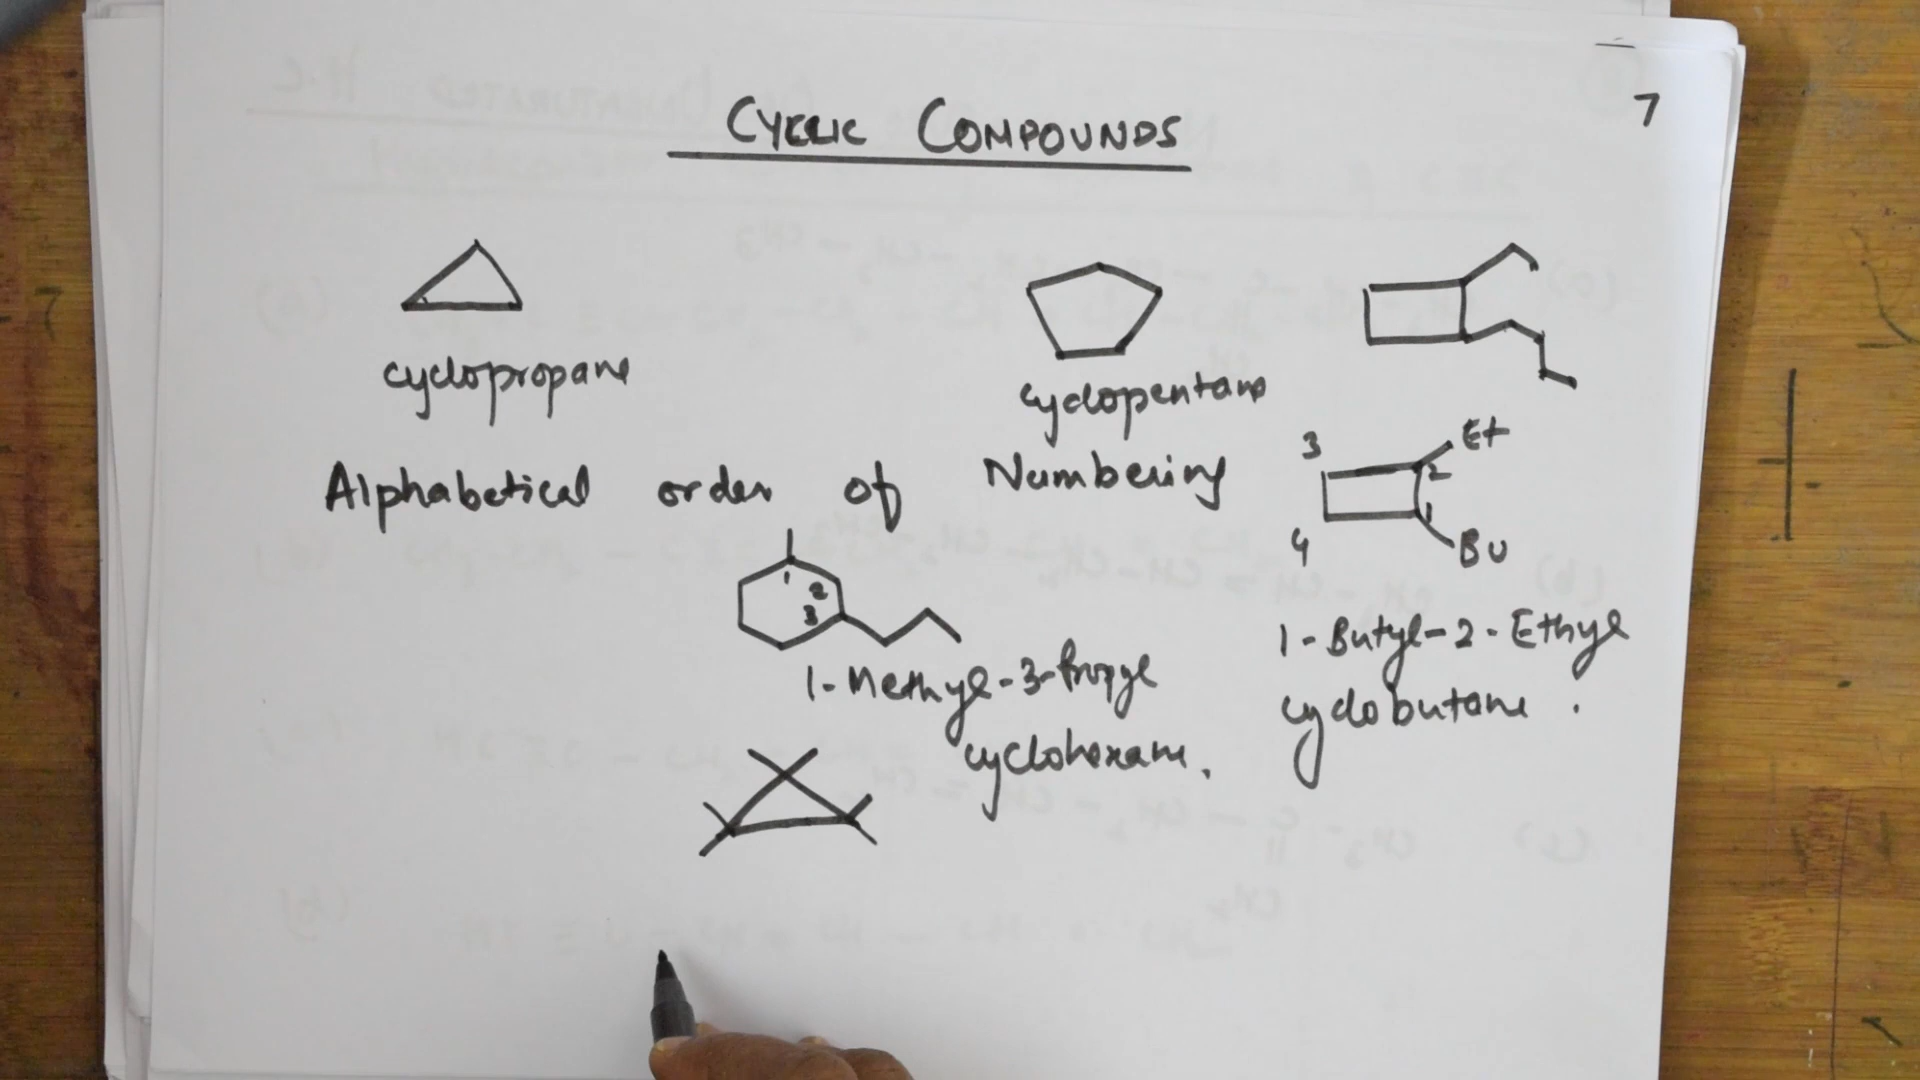 7
CYCLIC COMPOUNDS
cyclopropane
cyclopentane
Alphabetical order of Numbering
3 Et
2
1
4 Bu
1
2
3
1-Methyl-3-Propyl
cyclohexane.
1-Butyl-2-Ethyl
cyclobutane.